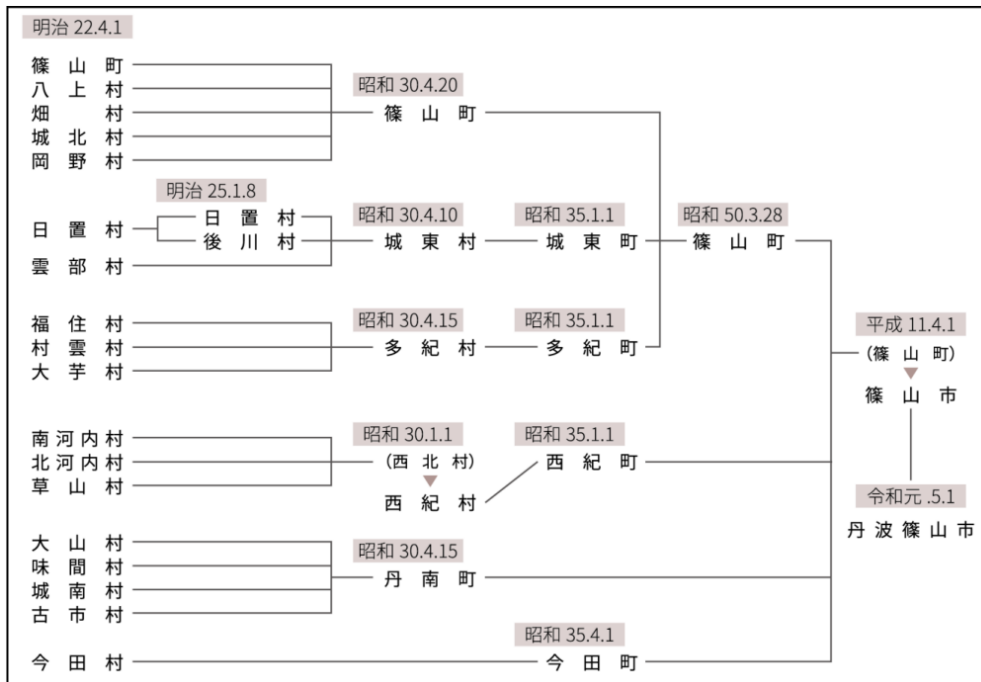 明治 22.4.1
篠山町
八上村
畑村
城北村
岡野村
昭和 30.4.20
篠山町
明治 25.1.8
日置村
日置村
後川村
雲部村
昭和 30.4.10
城東村
昭和 35.1.1
城東町
昭和 50.3.28
篠山町
福住村
村雲村
大芋村
昭和 30.4.15
多紀村
昭和 35.1.1
多紀町
平成 11.4.1
(篠山町)
▼
篠山市
南河内村
北河内村
草山村
昭和 30.1.1
(西北村)
▼
西紀村
昭和 35.1.1
西紀町
令和元 .5.1
丹波篠山市
大山村
味間村
城南村
古市村
昭和 30.4.15
丹南町
今田村
昭和 35.4.1
今田町